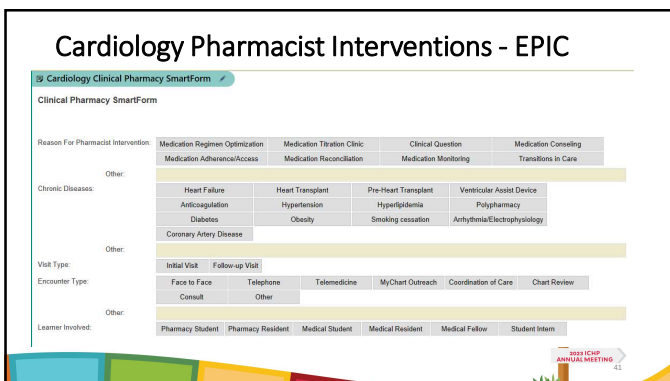 Cardiology Pharmacist Interventions - EPIC
Cardiology Clinical Pharmacy SmartForm
Clinical Pharmacy SmartForm
Reason For Pharmacist Intervention: Medication Regimen Optimization Medication Titration Clinic Clinical Question Medication Conseling
Medication Adherence/Access Medication Reconciliation Medication Monitoring Transitions in Care
Other:
Chronic Diseases: Heart Failure Heart Transplant Pre-Heart Transplant Ventricular Assist Device
Anticoagulation Hypertension Hyperlipidemia Polypharmacy
Diabetes Obesity Smoking cessation Arrhythmia/Electrophysiology
Coronary Artery Disease
Other:
Visit Type: Initial Visit Follow-up Visit
Encounter Type: Face to Face Telephone Telemedicine MyChart Outreach Coordination of Care Chart Review
Consult Other
Other:
Learner Involved: Pharmacy Student Pharmacy Resident Medical Student Medical Resident Medical Fellow Student Intern
2023 ICHP
ANNUAL MEETING
41